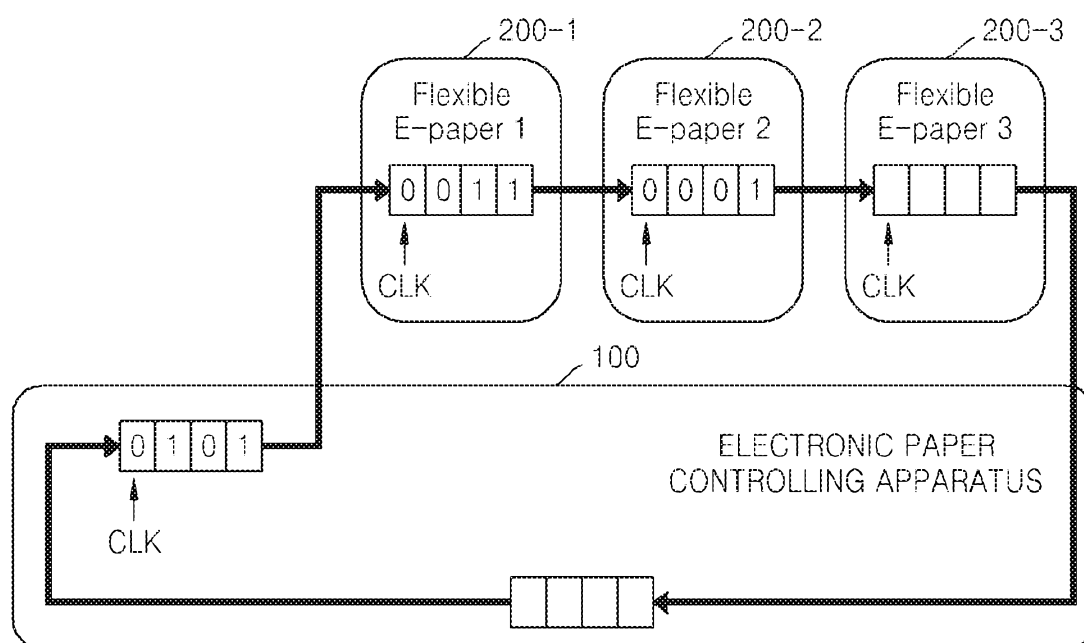 200-1
200-2
200-3
Flexible
E-paper 1
Flexible
E-paper 2
Flexible
E-paper 3
0 0 1 1
0 0 0 1
CLK
CLK
CLK
100
0 1 0 1
ELECTRONIC PAPER
CONTROLLING APPARATUS
CLK